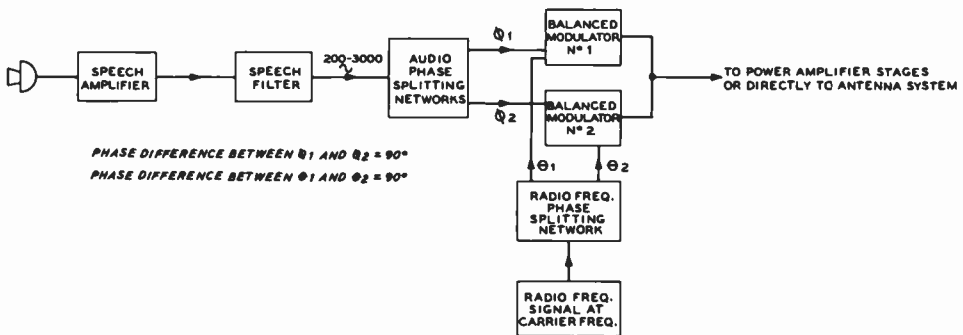 SPEECH
AMPLIFIER
SPEECH
FILTER
200-3000
~
AUDIO
PHASE
SPLITTING
NETWORKS
Φ1
Φ2
BALANCED
MODULATOR
Nº 1
BALANCED
MODULATOR
Nº 2
TO POWER AMPLIFIER STAGES
OR DIRECTLY TO ANTENNA SYSTEM
PHASE DIFFERENCE BETWEEN Φ1 AND Φ2 = 90°
PHASE DIFFERENCE BETWEEN Θ1 AND Θ2 = 90°
Θ1
Θ2
RADIO FREQ.
PHASE
SPLITTING
NETWORK
RADIO FREQ.
SIGNAL AT
CARRIER FREQ.